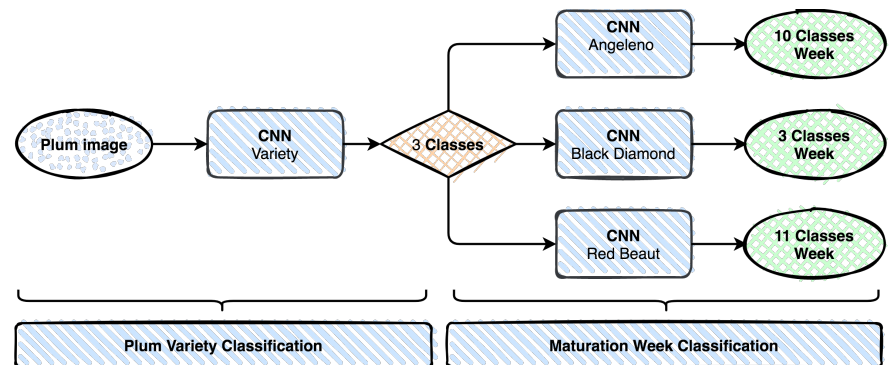 CNN
Angeleno
10 Classes
Week
Plum image
CNN
Variety
3 Classes
CNN
Black Diamond
3 Classes
Week
CNN
Red Beaut
11 Classes
Week
Plum Variety Classification
Maturation Week Classification